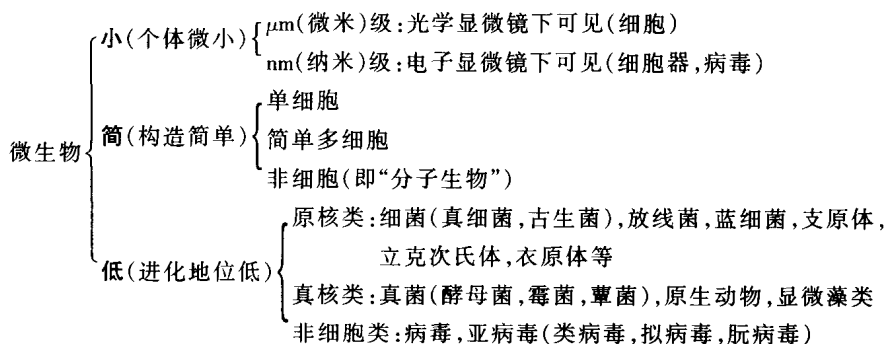 微生物
小(个体微小)
μm(微米)级:光学显微镜下可见(细胞)
nm(纳米)级:电子显微镜下可见(细胞器,病毒)
简(构造简单)
单细胞
简单多细胞
非细胞(即“分子生物”)
低(进化地位低)
原核类:细菌(真细菌,古生菌),放线菌,蓝细菌,支原体,
立克次氏体,衣原体等
真核类:真菌(酵母菌,霉菌,蕈菌),原生动物,显微藻类
非细胞类:病毒,亚病毒(类病毒,拟病毒,朊病毒)